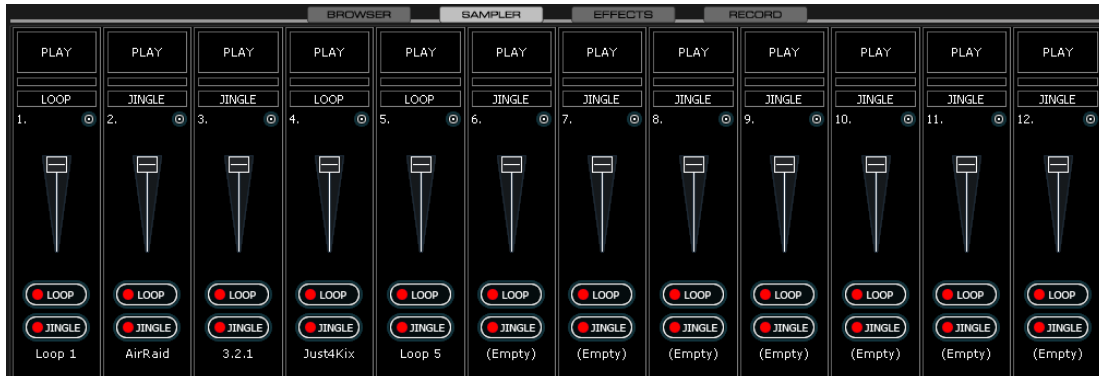 BROWSER SAMPLER EFFECTS RECORD
PLAY PLAY PLAY PLAY PLAY PLAY PLAY PLAY PLAY PLAY PLAY PLAY
LOOP JINGLE JINGLE LOOP LOOP JINGLE JINGLE JINGLE JINGLE JINGLE JINGLE JINGLE
1. 2. 3. 4. 5. 6. 7. 8. 9. 10. 11. 12.
LOOP LOOP LOOP LOOP LOOP LOOP LOOP LOOP LOOP LOOP LOOP LOOP
JINGLE JINGLE JINGLE JINGLE JINGLE JINGLE JINGLE JINGLE JINGLE JINGLE JINGLE JINGLE
Loop 1 AirRaid 3.2.1 Just4Kix Loop 5 (Empty) (Empty) (Empty) (Empty) (Empty) (Empty) (Empty)